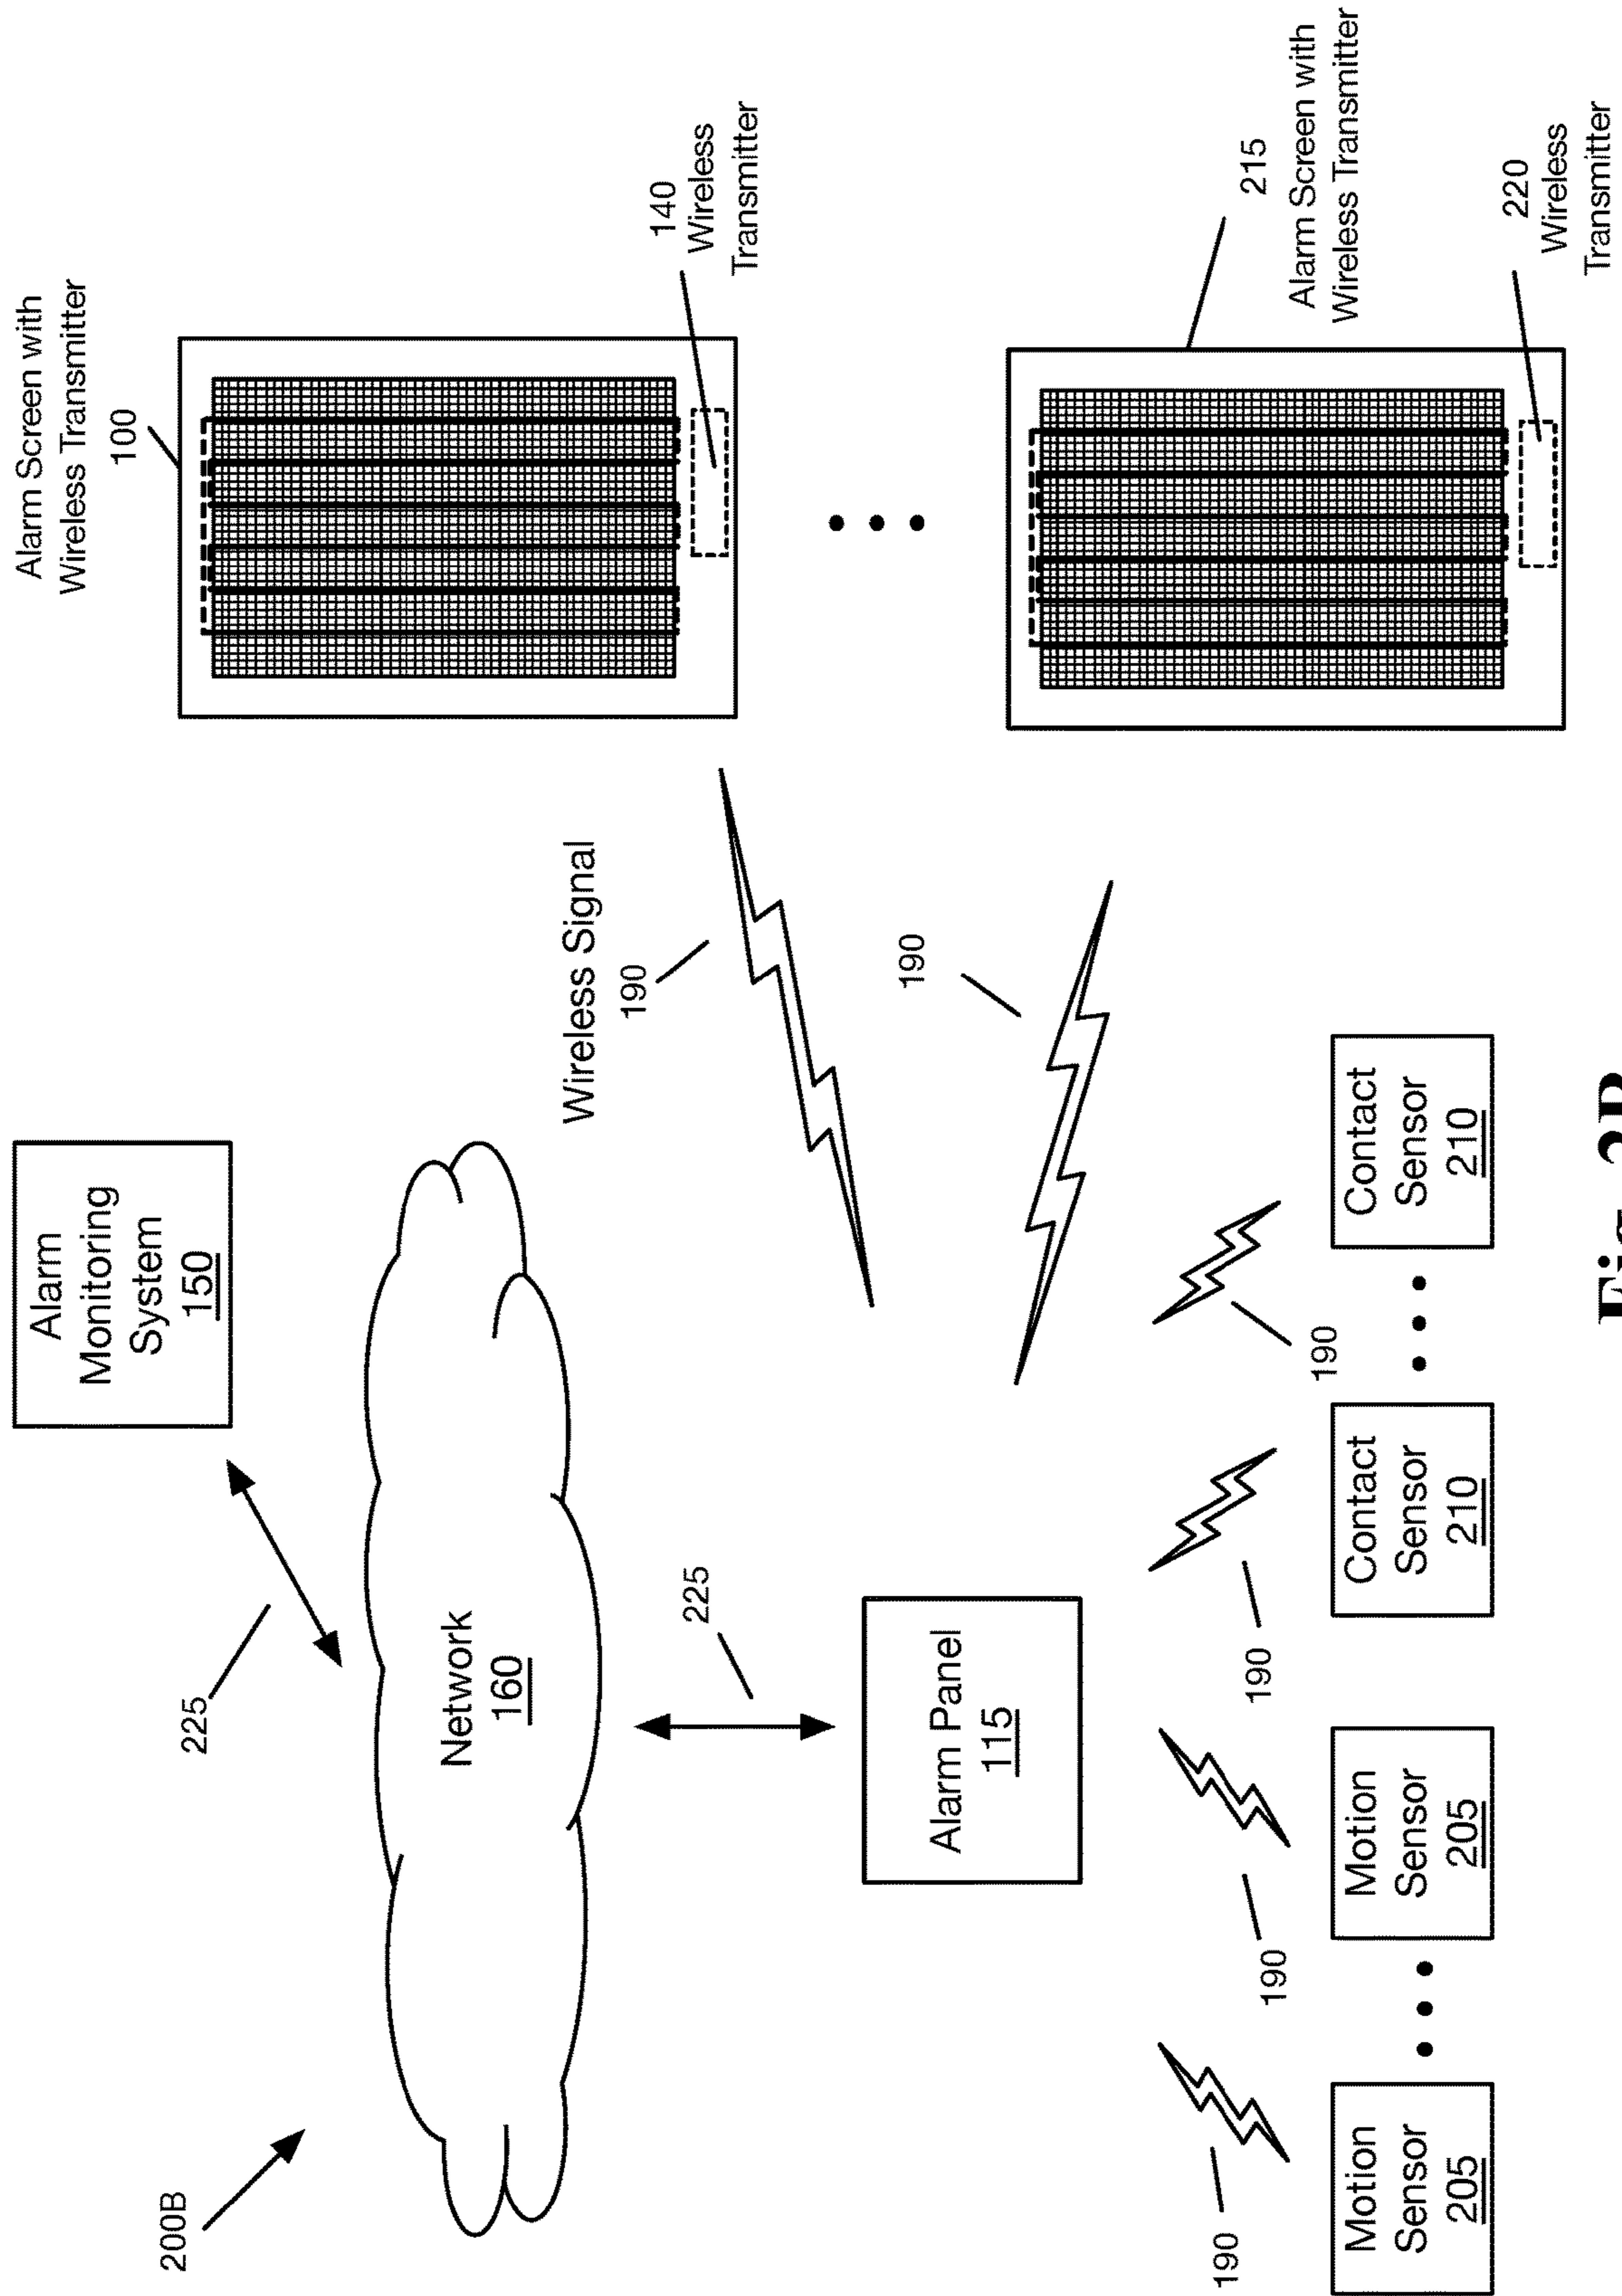 200B
225
Alarm
Monitoring
System
150
Network
160
225
Alarm Panel
115
Wireless Signal
190
190
Alarm Screen with
Wireless Transmitter
100
140
Wireless
Transmitter
215
Alarm Screen with
Wireless Transmitter
220
Wireless
Transmitter
190
190
190
190
Motion
Sensor
205
Motion
Sensor
205
Contact
Sensor
210
Contact
Sensor
210